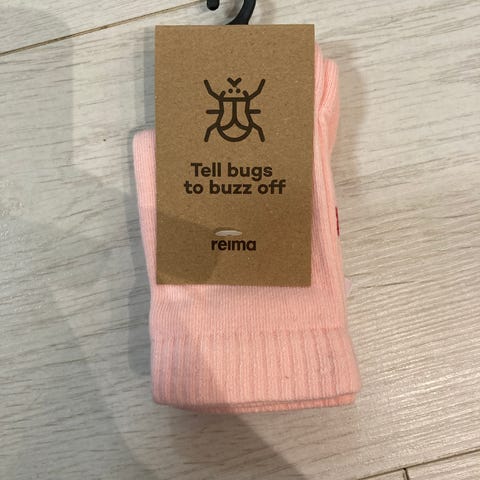 Tell bugs
to buzz off
reima